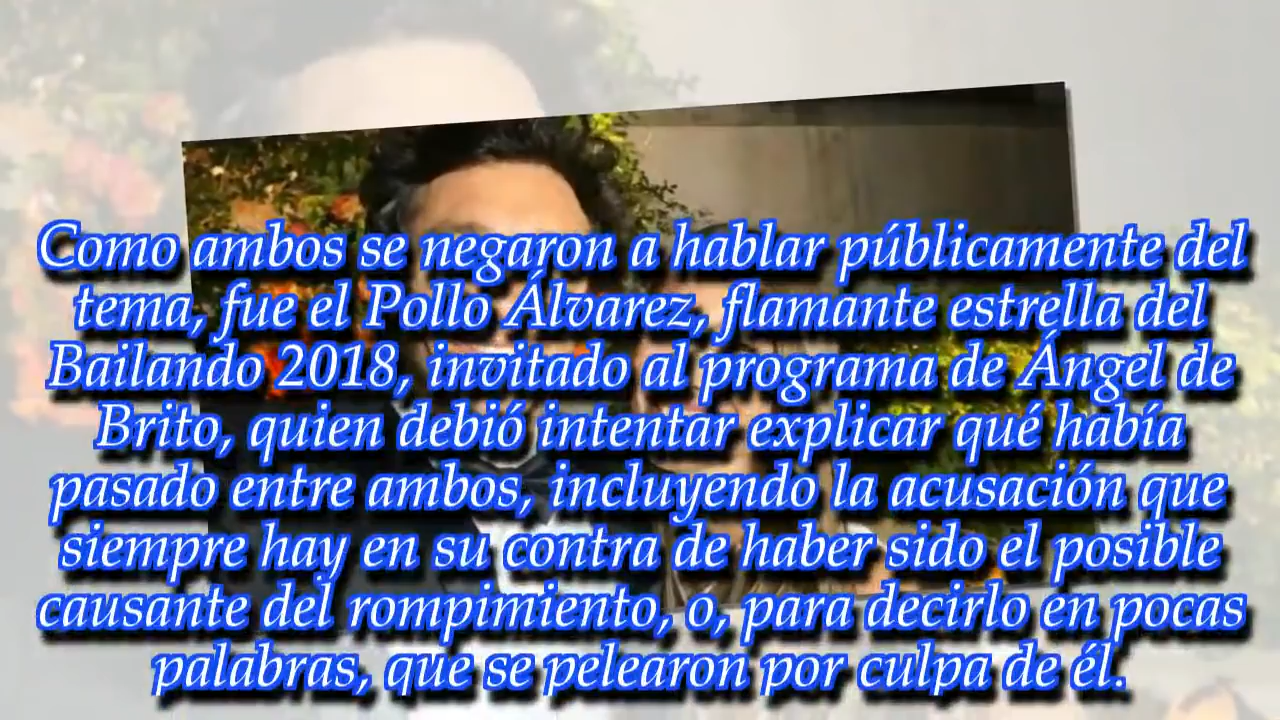 Como ambos se negaron a hablar públicamente del
tema, fue el Pollo Álvarez, flamante estrella del
Bailando 2018, invitado al programa de Ángel de
Brito, quien debió intentar explicar qué había
pasado entre ambos, incluyendo la acusación que
siempre hay en su contra de haber sido el posible
causante del rompimiento, o, para decirlo en pocas
palabras, que se pelearon por culpa de él.